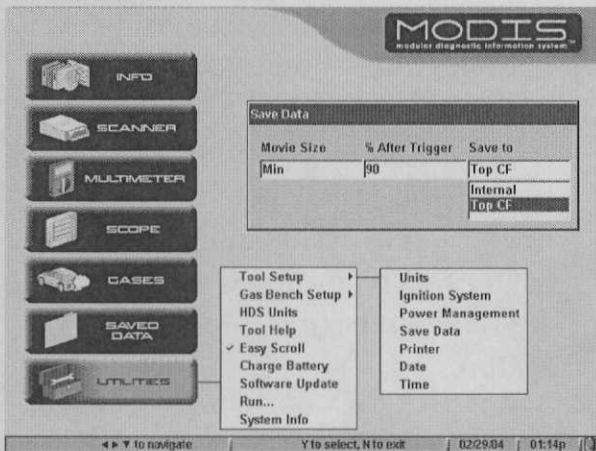 MODIS
modular diagnostic information system
TM
INFO
SCANNER
MULTIMETER
SCOPE
CASES
SAVED
DATA
UTILITIES
Save Data
Movie Size % After Trigger Save to
Min 90 Top CF
Internal
Top CF
Tool Setup
Gas Bench Setup
HDS Units
Tool Help
✓ Easy Scroll
Charge Battery
Software Update
Run...
System Info
Units
Ignition System
Power Management
Save Data
Printer
Date
Time
◄ ► ▼ to navigate Y to select, N to exit 02/29/04 01:14p